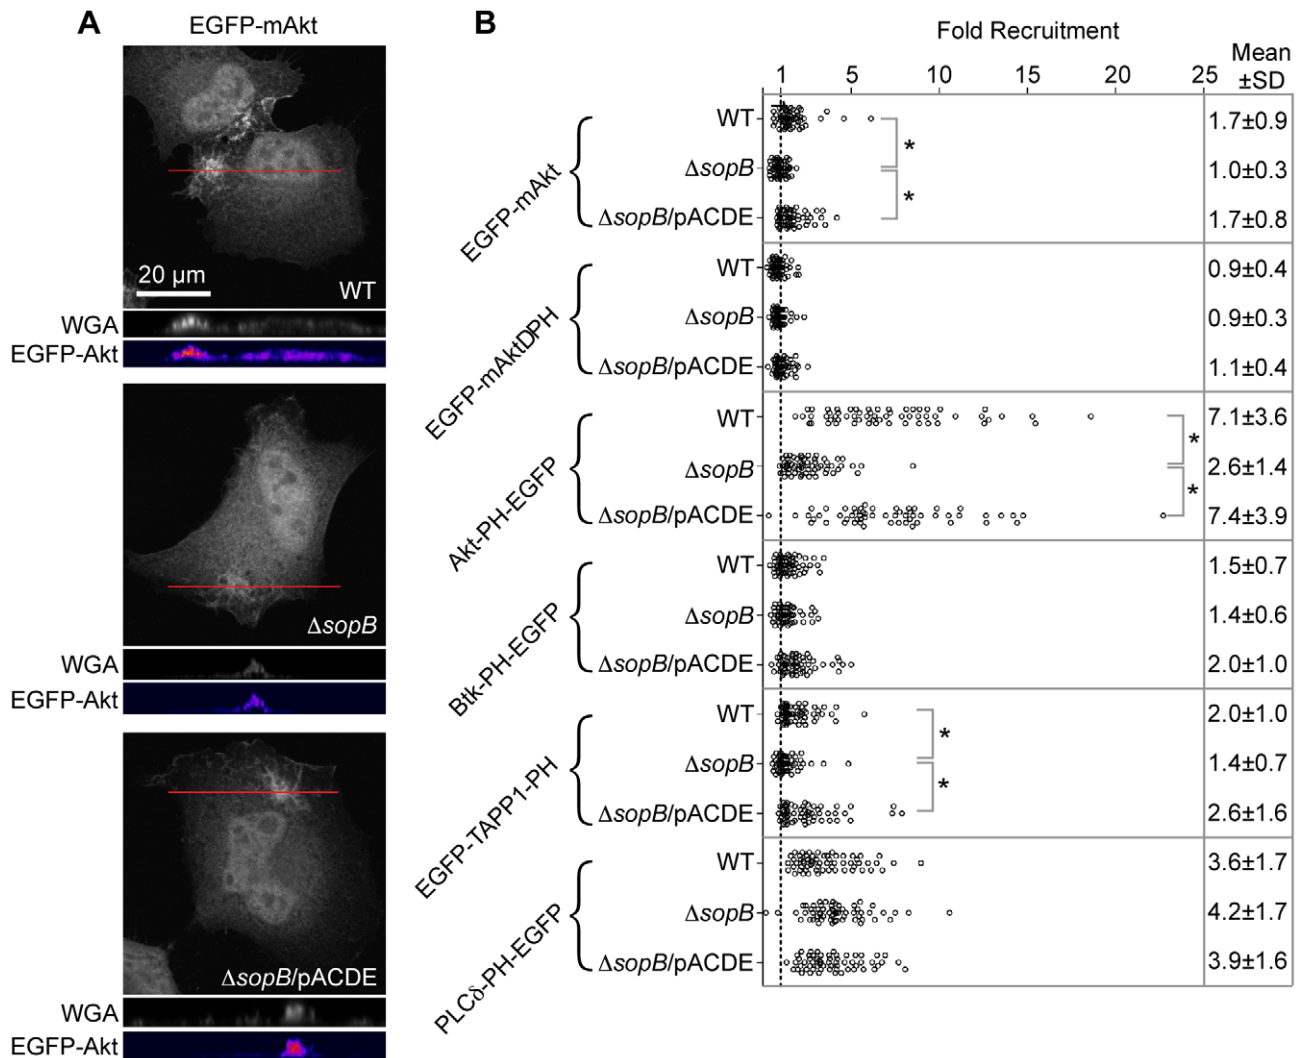 A
EGFP-mAkt
20 µm
WT
WGA
EGFP-Akt
ΔsopB
WGA
EGFP-Akt
ΔsopB/pACDE
WGA
EGFP-Akt
B
Fold Recruitment
1 5 10 15 20 25
Mean
±SD
EGFP-mAkt
WT 1.7±0.9
*
ΔsopB 1.0±0.3
*
ΔsopB/pACDE 1.7±0.8
EGFP-mAktDPH
WT 0.9±0.4
ΔsopB 0.9±0.3
ΔsopB/pACDE 1.1±0.4
Akt-PH-EGFP
WT 7.1±3.6
*
ΔsopB 2.6±1.4
*
ΔsopB/pACDE 7.4±3.9
Btk-PH-EGFP
WT 1.5±0.7
ΔsopB 1.4±0.6
ΔsopB/pACDE 2.0±1.0
EGFP-TAPP1-PH
WT 2.0±1.0
*
ΔsopB 1.4±0.7
*
ΔsopB/pACDE 2.6±1.6
PLCδ-PH-EGFP
WT 3.6±1.7
ΔsopB 4.2±1.7
ΔsopB/pACDE 3.9±1.6